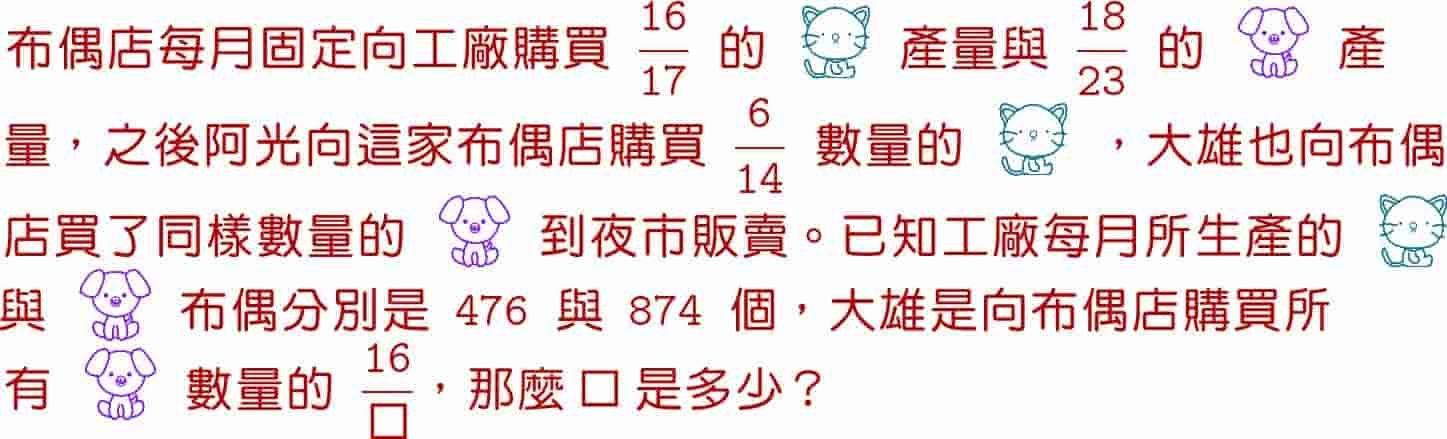 布偶店每月固定向工廠購買 16/17 的 產量與 18/23 的 產
量，之後阿光向這家布偶店購買 6/14 數量的 ，大雄也向布偶
店買了同樣數量的 到夜市販賣。已知工廠每月所生產的
與 布偶分別是 476 與 874 個，大雄是向布偶店購買所
有 數量的 16/□，那麼 □ 是多少？